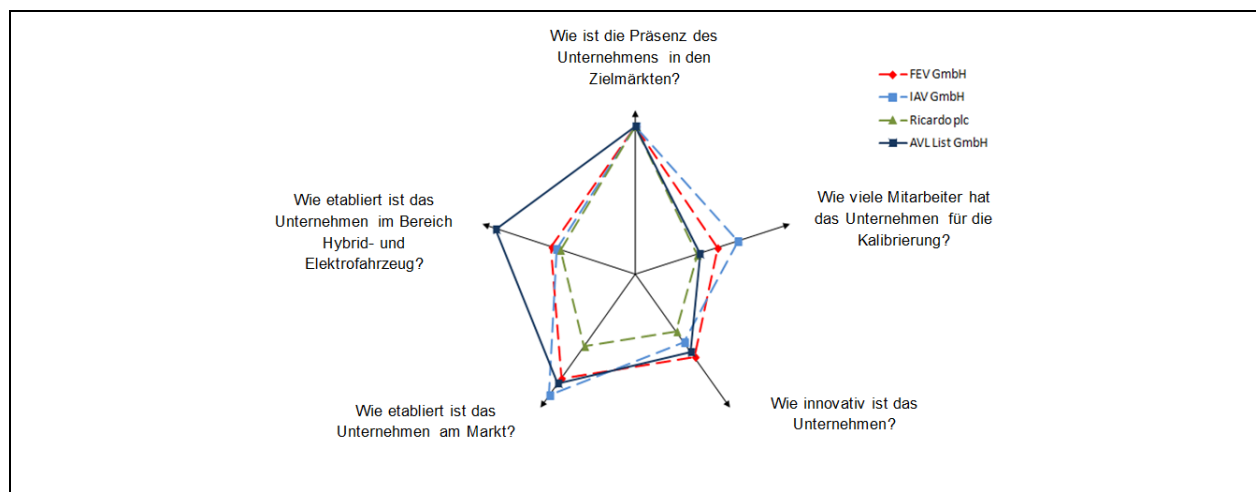 Wie ist die Präsenz des
Unternehmens in den
Zielmärkten?
FEV GmbH
IAV GmbH
Ricardo plc
AVL List GmbH
Wie viele Mitarbeiter hat
das Unternehmen für die
Kalibrierung?
Wie etabliert ist das
Unternehmen im Bereich
Hybrid- und
Elektrofahrzeug?
Wie innovativ ist das
Unternehmen?
Wie etabliert ist das
Unternehmen am Markt?